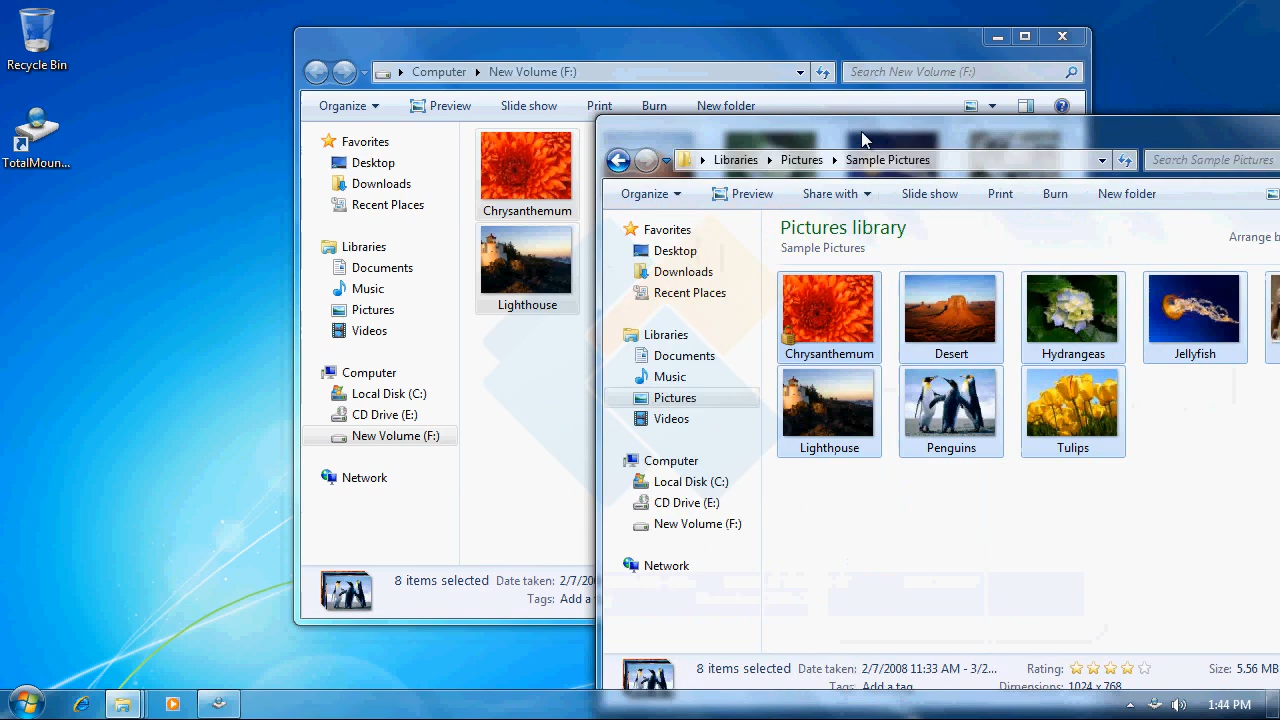 Recycle Bin
TotalMoun...
Computer New Volume (F:)
Search New Volume (F:)
Organize Preview Slide show Print Burn New folder
Favorites
Desktop
Downloads
Recent Places
Libraries
Documents
Music
Pictures
Videos
Computer
Local Disk (C:)
CD Drive (E:)
New Volume (F:)
Network
Chrysanthemum
Lighthouse
8 items selected Date taken: 2/7/20
Tags: Add a
Libraries Pictures Sample Pictures
Search Sample Pictures
Organize Preview Share with Slide show Print Burn New folder
Favorites
Desktop
Downloads
Recent Places
Libraries
Documents
Music
Pictures
Videos
Computer
Local Disk (C:)
CD Drive (E:)
New Volume (F:)
Network
Pictures library
Sample Pictures
Arrange b
Chrysanthemum Desert Hydrangeas Jellyfish
Lighthouse Penguins Tulips
8 items selected Date taken: 2/7/2008 11:33 AM - 3/2... Rating: Size: 5.56 MB
Tags: Add a tag Dimensions: 1024 x 768
1:44 PM